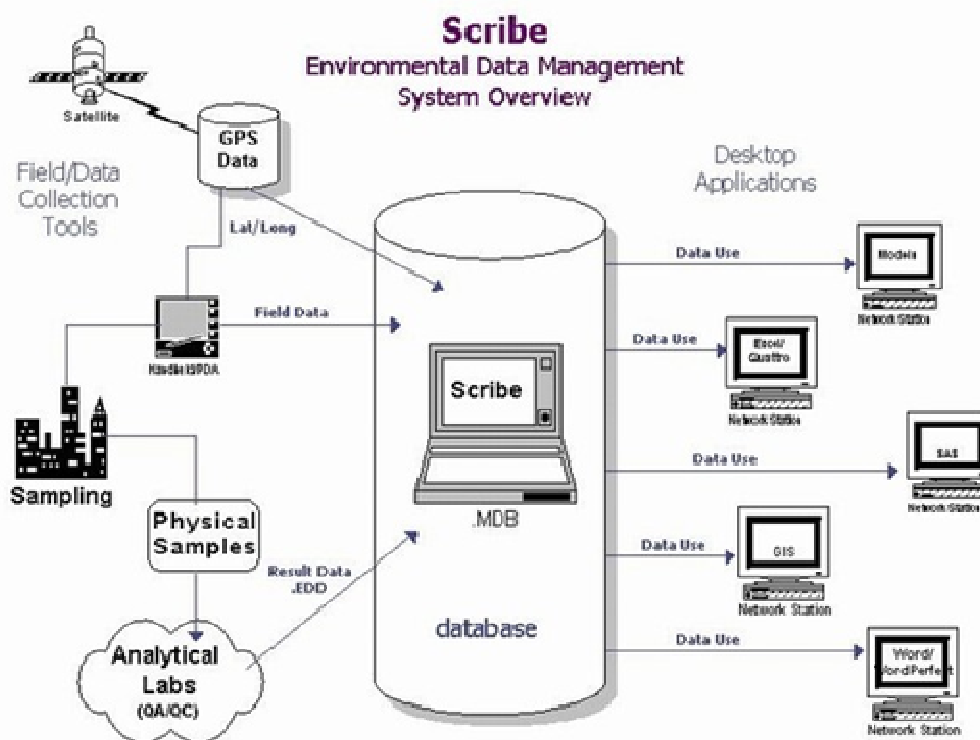 Scribe
Environmental Data Management
System Overview
Satellite
GPS
Data
Field/Data
Collection
Tools
Desktop
Applications
Lat/Long
Data Use
Models
Network Station
Field Data
Data Use
Excel/
Quattro
Network Station
Scribe
.MDB
Sampling
Data Use
SAS
Network Station
Physical
Samples
Data Use
GIS
Network Station
Result Data
.EDD
database
Data Use
Word/
WordPerfect
Network Station
Analytical
Labs
(QA/QC)